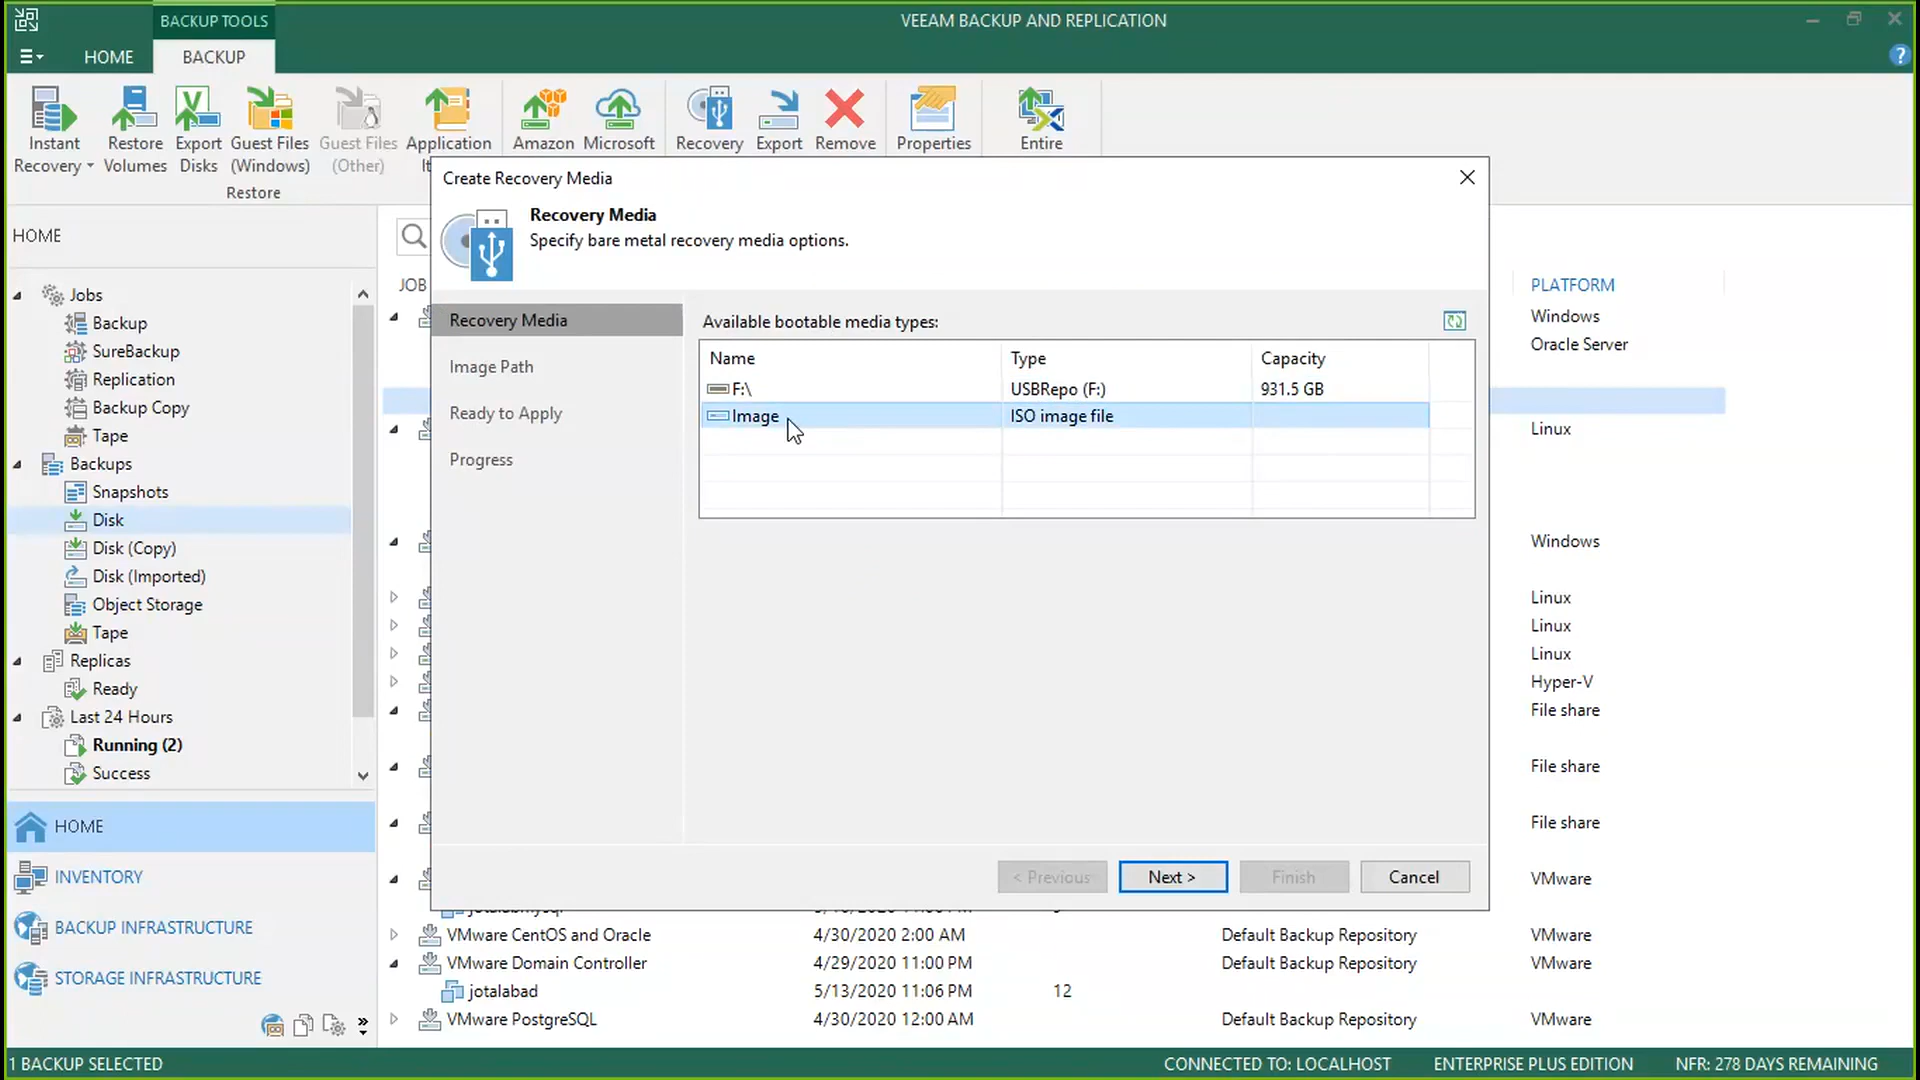 BACKUP TOOLS
VEEAM BACKUP AND REPLICATION
HOME
BACKUP
Instant Recovery
Restore Volumes
Export Disks
Guest Files (Windows)
Guest Files (Other)
Application
Amazon
Microsoft
Recovery
Export
Remove
Properties
Entire
Restore
HOME
Jobs
Backup
SureBackup
Replication
Backup Copy
Tape
Backups
Snapshots
Disk
Disk (Copy)
Disk (Imported)
Object Storage
Tape
Replicas
Ready
Last 24 Hours
Running (2)
Success
HOME
INVENTORY
BACKUP INFRASTRUCTURE
STORAGE INFRASTRUCTURE
JOB
Create Recovery Media
Recovery Media
Specify bare metal recovery media options.
Recovery Media
Image Path
Ready to Apply
Progress
Available bootable media types:
Name Type Capacity
F:\ USBRepo (F:) 931.5 GB
Image ISO image file
< Previous Next > Finish Cancel
PLATFORM
Windows
Oracle Server
Linux
Windows
Linux
Linux
Linux
Hyper-V
File share
File share
File share
VMware
VMware CentOS and Oracle 4/30/2020 2:00 AM Default Backup Repository VMware
VMware Domain Controller 4/29/2020 11:00 PM Default Backup Repository VMware
jotalabad 5/13/2020 11:06 PM 12
VMware PostgreSQL 4/30/2020 12:00 AM Default Backup Repository VMware
1 BACKUP SELECTED
CONNECTED TO: LOCALHOST ENTERPRISE PLUS EDITION NFR: 278 DAYS REMAINING